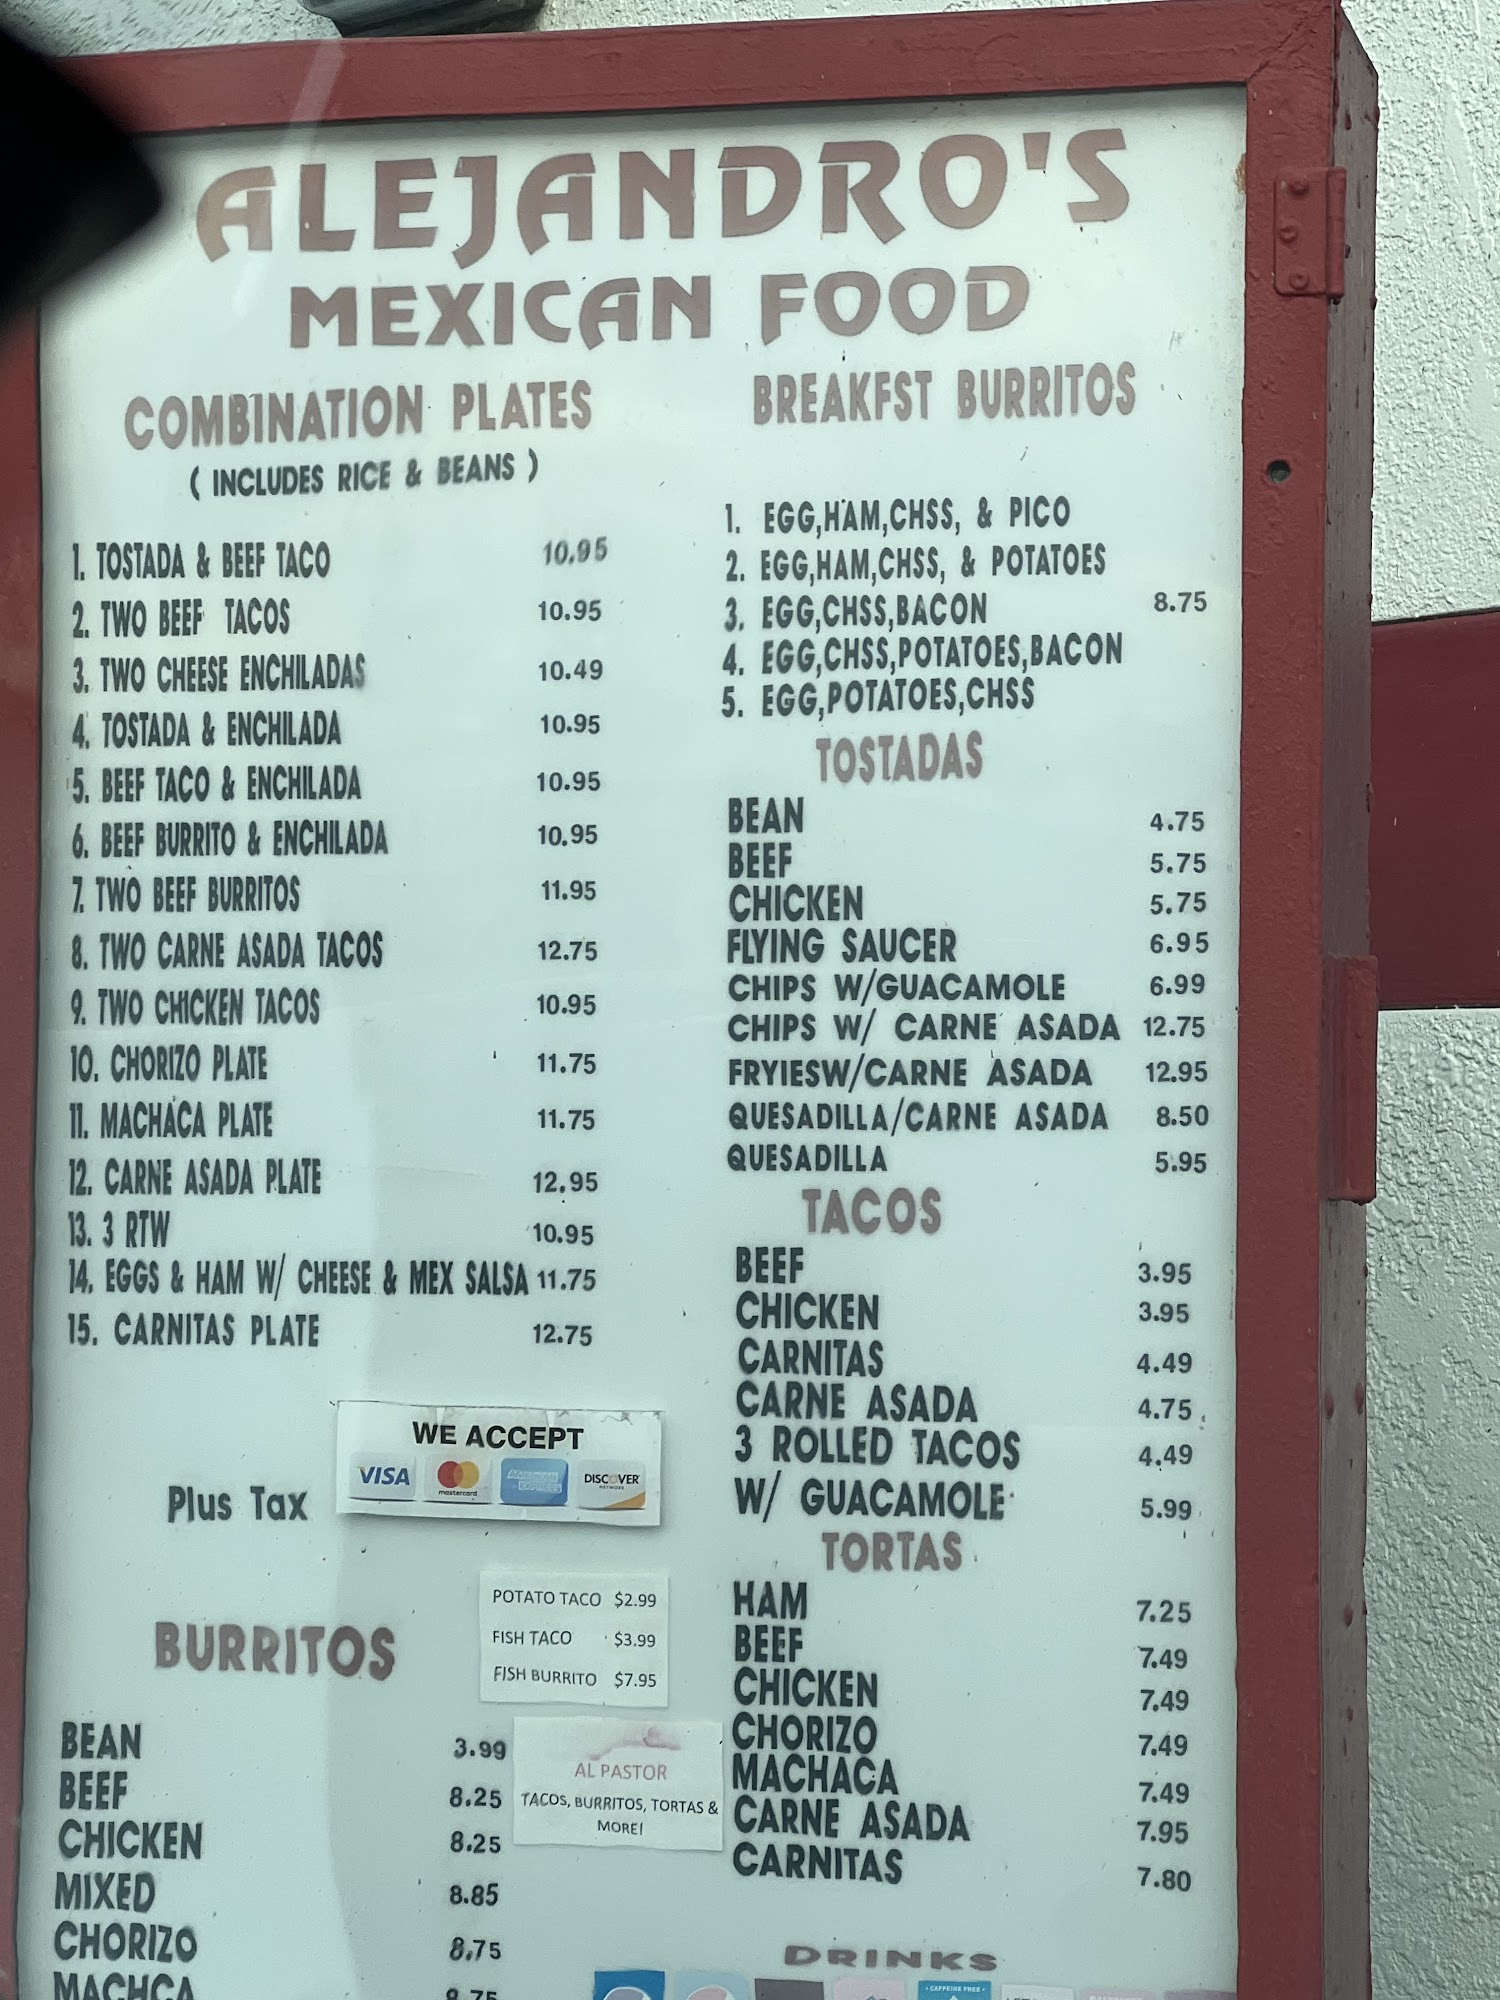 ALEJANDRO'S
MEXICAN FOOD
COMBINATION PLATES
( INCLUDES RICE & BEANS )
1. TOSTADA & BEEF TACO 10.95
2. TWO BEEF TACOS 10.95
3. TWO CHEESE ENCHILADAS 10.49
4. TOSTADA & ENCHILADA 10.95
5. BEEF TACO & ENCHILADA 10.95
6. BEEF BURRITO & ENCHILADA 10.95
7. TWO BEEF BURRITOS 11.95
8. TWO CARNE ASADA TACOS 12.75
9. TWO CHICKEN TACOS 10.95
10. CHORIZO PLATE 11.75
11. MACHACA PLATE 11.75
12. CARNE ASADA PLATE 12.95
13. 3 RTW 10.95
14. EGGS & HAM W/ CHEESE & MEX SALSA 11.75
15. CARNITAS PLATE 12.75
WE ACCEPT
VISA mastercard AMERICAN EXPRESS DISCOVER NETWORK
Plus Tax
POTATO TACO $2.99
FISH TACO $3.99
FISH BURRITO $7.95
BURRITOS
AL PASTOR
TACOS, BURRITOS, TORTAS &
MORE!
BEAN 3.99
BEEF 8.25
CHICKEN 8.25
MIXED 8.85
CHORIZO 8.75
MACHCA 8.75
BREAKFST BURRITOS
1. EGG,HAM,CHSS, & PICO
2. EGG,HAM,CHSS, & POTATOES
3. EGG,CHSS,BACON 8.75
4. EGG,CHSS,POTATOES,BACON
5. EGG,POTATOES,CHSS
TOSTADAS
BEAN 4.75
BEEF 5.75
CHICKEN 5.75
FLYING SAUCER 6.95
CHIPS W/GUACAMOLE 6.99
CHIPS W/ CARNE ASADA 12.75
FRYIESW/CARNE ASADA 12.95
QUESADILLA/CARNE ASADA 8.50
QUESADILLA 5.95
TACOS
BEEF 3.95
CHICKEN 3.95
CARNITAS 4.49
CARNE ASADA 4.75
3 ROLLED TACOS 4.49
W/ GUACAMOLE 5.99
TORTAS
HAM 7.25
BEEF 7.49
CHICKEN 7.49
CHORIZO 7.49
MACHACA 7.49
CARNE ASADA 7.95
CARNITAS 7.80
DRINKS
CAFFEINE FREE